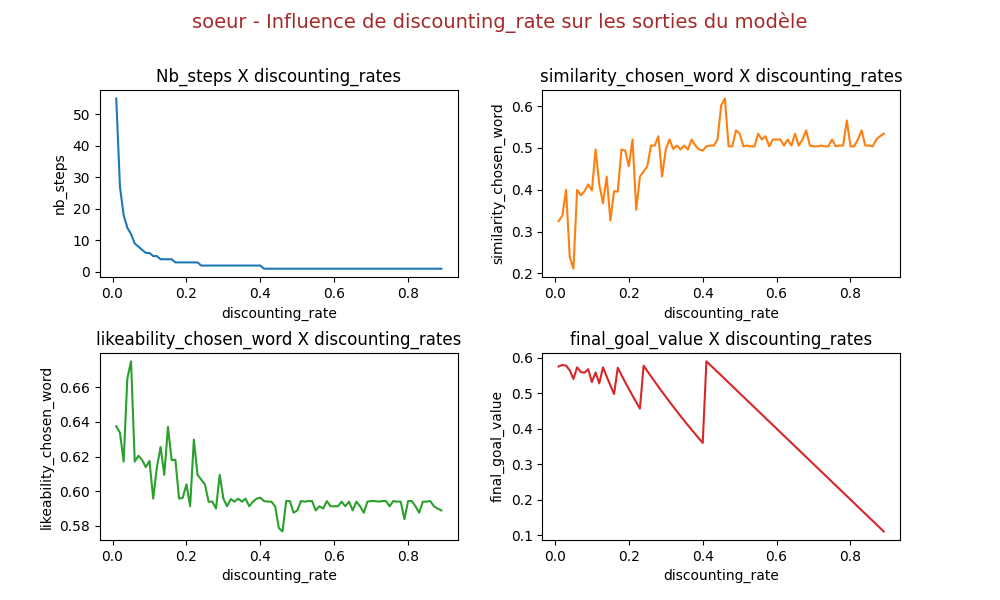 soeur - Influence de discounting_rate sur les sorties du modèle
Nb_steps X discounting_rates
50
40
30
20
10
0
nb_steps
0.0 0.2 0.4 0.6 0.8
discounting_rate
similarity_chosen_word X discounting_rates
0.6
0.5
0.4
0.3
0.2
similarity_chosen_word
0.0 0.2 0.4 0.6 0.8
discounting_rate
likeability_chosen_word X discounting_rates
0.66
0.64
0.62
0.60
0.58
likeability_chosen_word
0.0 0.2 0.4 0.6 0.8
discounting_rate
final_goal_value X discounting_rates
0.6
0.5
0.4
0.3
0.2
0.1
final_goal_value
0.0 0.2 0.4 0.6 0.8
discounting_rate